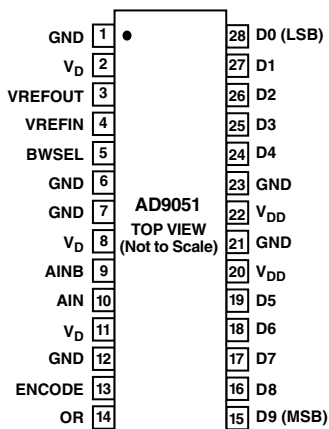 GND 1 28 D0 (LSB)
VD 2 27 D1
VREFOUT 3 26 D2
VREFIN 4 25 D3
BWSEL 5 24 D4
GND 6 23 GND
GND 7 22 VDD
VD 8 21 GND
AINB 9 20 VDD
AIN 10 19 D5
VD 11 18 D6
GND 12 17 D7
ENCODE 13 16 D8
OR 14 15 D9 (MSB)
AD9051
TOP VIEW
(Not to Scale)